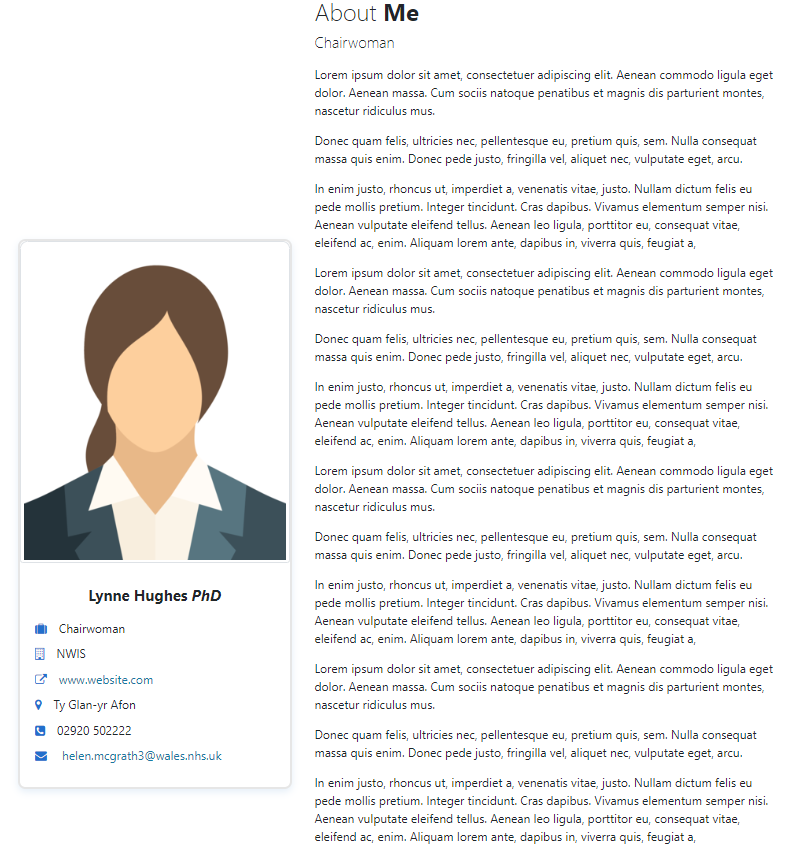 About Me
Chairwoman
Lorem ipsum dolor sit amet, consectetuer adipiscing elit. Aenean commodo ligula eget
dolor. Aenean massa. Cum sociis natoque penatibus et magnis dis parturient montes,
nascetur ridiculus mus.
Donec quam felis, ultricies nec, pellentesque eu, pretium quis, sem. Nulla consequat
massa quis enim. Donec pede justo, fringilla vel, aliquet nec, vulputate eget, arcu.
In enim justo, rhoncus ut, imperdiet a, venenatis vitae, justo. Nullam dictum felis eu
pede mollis pretium. Integer tincidunt. Cras dapibus. Vivamus elementum semper nisi.
Aenean vulputate eleifend tellus. Aenean leo ligula, porttitor eu, consequat vitae,
eleifend ac, enim. Aliquam lorem ante, dapibus in, viverra quis, feugiat a,
Lorem ipsum dolor sit amet, consectetuer adipiscing elit. Aenean commodo ligula eget
dolor. Aenean massa. Cum sociis natoque penatibus et magnis dis parturient montes,
nascetur ridiculus mus.
Donec quam felis, ultricies nec, pellentesque eu, pretium quis, sem. Nulla consequat
massa quis enim. Donec pede justo, fringilla vel, aliquet nec, vulputate eget, arcu.
In enim justo, rhoncus ut, imperdiet a, venenatis vitae, justo. Nullam dictum felis eu
pede mollis pretium. Integer tincidunt. Cras dapibus. Vivamus elementum semper nisi.
Aenean vulputate eleifend tellus. Aenean leo ligula, porttitor eu, consequat vitae,
eleifend ac, enim. Aliquam lorem ante, dapibus in, viverra quis, feugiat a,
Lorem ipsum dolor sit amet, consectetuer adipiscing elit. Aenean commodo ligula eget
dolor. Aenean massa. Cum sociis natoque penatibus et magnis dis parturient montes,
nascetur ridiculus mus.
Donec quam felis, ultricies nec, pellentesque eu, pretium quis, sem. Nulla consequat
massa quis enim. Donec pede justo, fringilla vel, aliquet nec, vulputate eget, arcu.
In enim justo, rhoncus ut, imperdiet a, venenatis vitae, justo. Nullam dictum felis eu
pede mollis pretium. Integer tincidunt. Cras dapibus. Vivamus elementum semper nisi.
Aenean vulputate eleifend tellus. Aenean leo ligula, porttitor eu, consequat vitae,
eleifend ac, enim. Aliquam lorem ante, dapibus in, viverra quis, feugiat a,
Lorem ipsum dolor sit amet, consectetuer adipiscing elit. Aenean commodo ligula eget
dolor. Aenean massa. Cum sociis natoque penatibus et magnis dis parturient montes,
nascetur ridiculus mus.
Donec quam felis, ultricies nec, pellentesque eu, pretium quis, sem. Nulla consequat
massa quis enim. Donec pede justo, fringilla vel, aliquet nec, vulputate eget, arcu.
In enim justo, rhoncus ut, imperdiet a, venenatis vitae, justo. Nullam dictum felis eu
pede mollis pretium. Integer tincidunt. Cras dapibus. Vivamus elementum semper nisi.
Aenean vulputate eleifend tellus. Aenean leo ligula, porttitor eu, consequat vitae,
eleifend ac, enim. Aliquam lorem ante, dapibus in, viverra quis, feugiat a,
Lynne Hughes PhD
Chairwoman
NWIS
www.website.com
Ty Glan-yr Afon
02920 502222
helen.mcgrath3@wales.nhs.uk